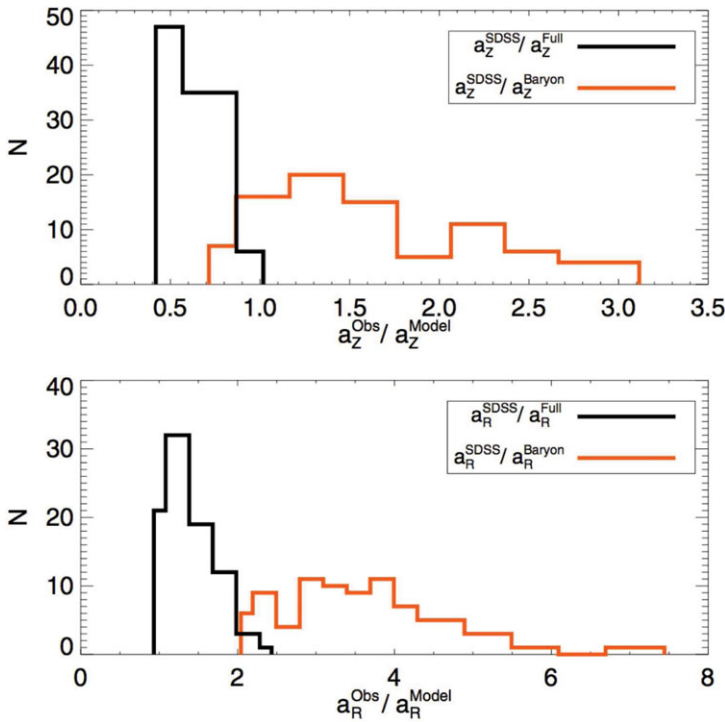 50
40
30
20
10
0
N
a_Z^SDSS / a_Z^Full
a_Z^SDSS / a_Z^Baryon
0.0 0.5 1.0 1.5 2.0 2.5 3.0 3.5
a_Z^Obs / a_Z^Model
40
30
20
10
0
N
a_R^SDSS / a_R^Full
a_R^SDSS / a_R^Baryon
0 2 4 6 8
a_R^Obs / a_R^Model